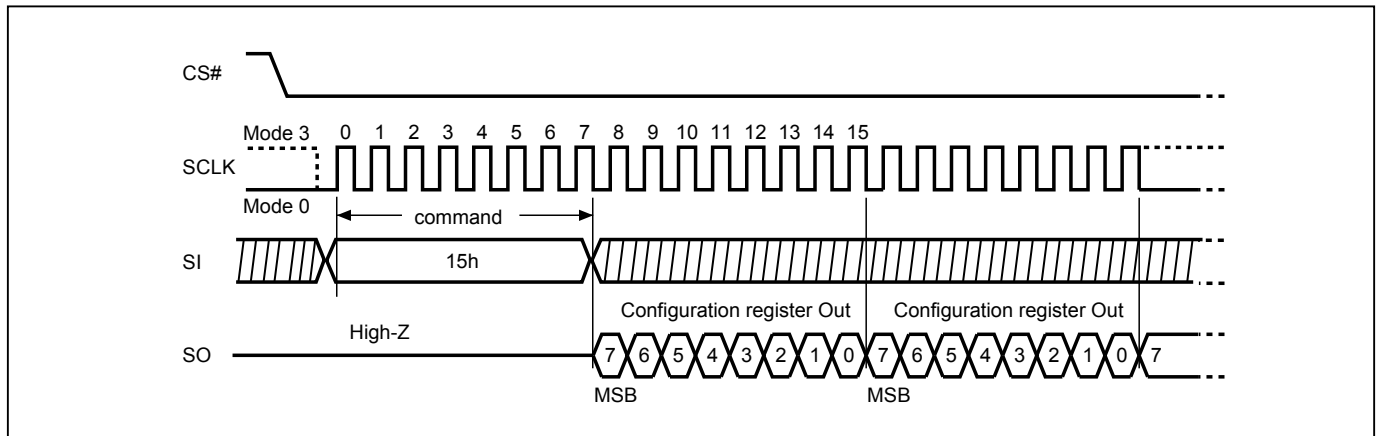 CS#
Mode 3 0 1 2 3 4 5 6 7 8 9 10 11 12 13 14 15
SCLK
Mode 0
command
SI 15h
Configuration register Out Configuration register Out
High-Z
SO 7 6 5 4 3 2 1 0 7 6 5 4 3 2 1 0 7
MSB MSB